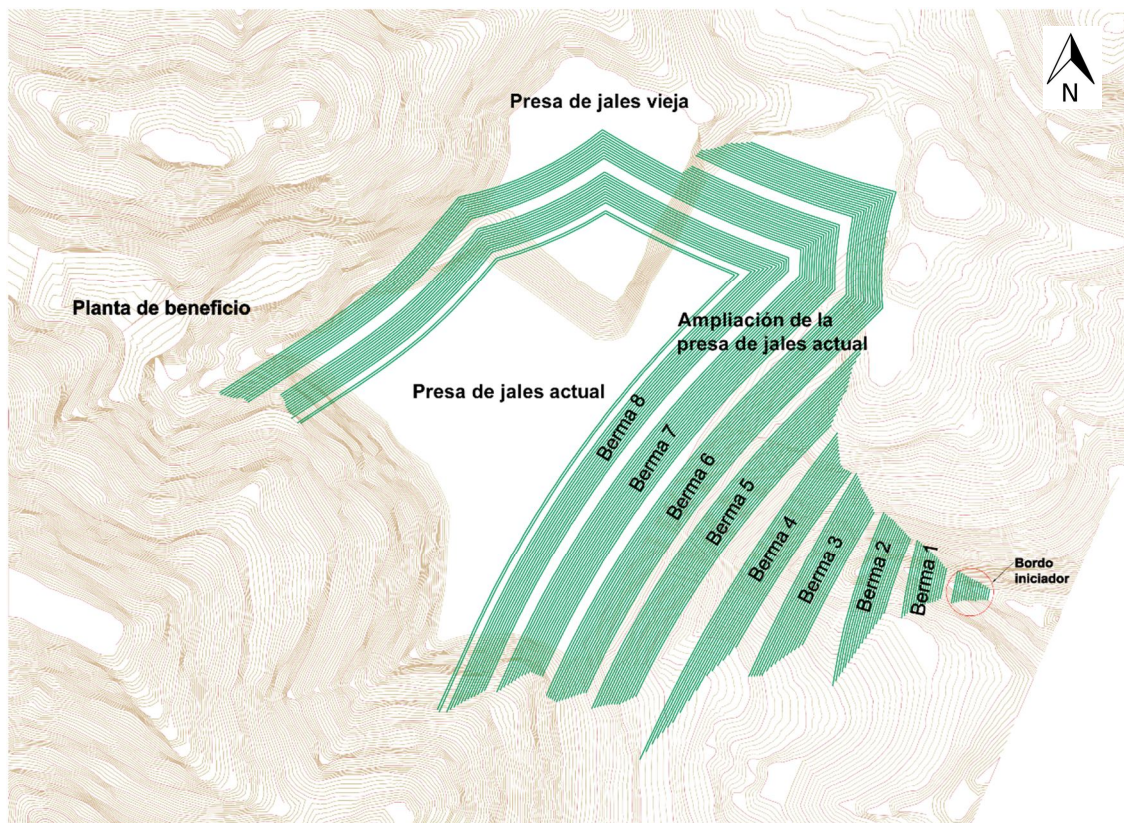 N
Presa de jales vieja
Planta de beneficio
Ampliación de la
presa de jales actual
Presa de jales actual
Berma 8
Berma 7
Berma 6
Berma 5
Berma 4
Berma 3
Berma 2
Berma 1
Bordo
iniciador